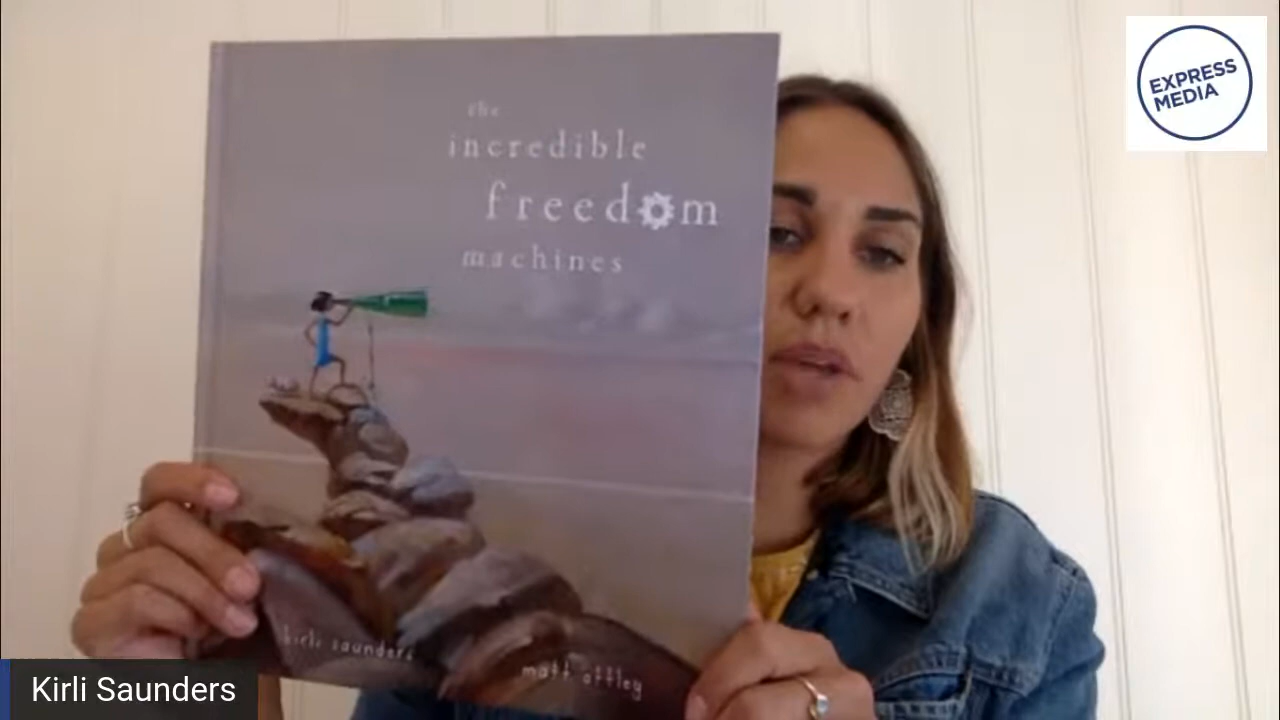 the
incredible
freedom
machines
kirli saunders
matt ottley
Kirli Saunders
EXPRESS
MEDIA